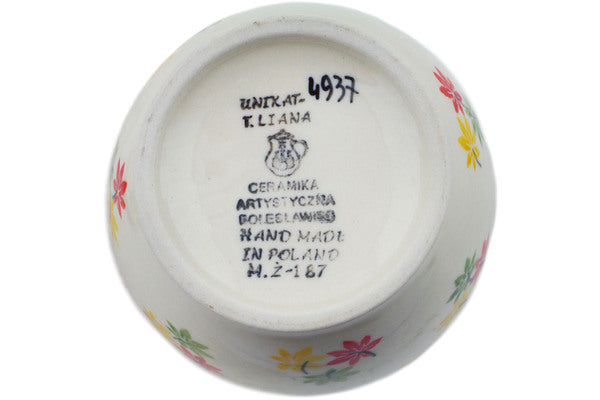 UNIKAT-4937
T. LIANA
CERAMIKA
ARTYSTYCZNA
BOLESŁAWIEC
HAND MADE
IN POLAND
M.Ż-187